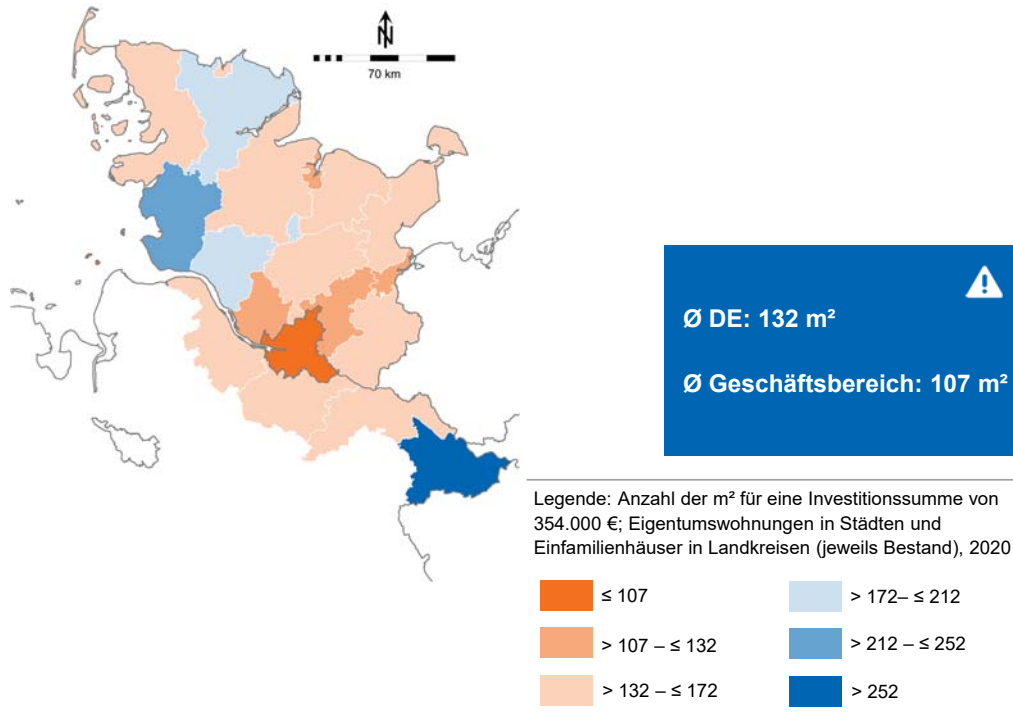 N
70 km
Ø DE: 132 m²
Ø Geschäftsbereich: 107 m²
Legende: Anzahl der m² für eine Investitionssumme von
354.000 €; Eigentumswohnungen in Städten und
Einfamilienhäuser in Landkreisen (jeweils Bestand), 2020
≤ 107
> 172– ≤ 212
> 107 – ≤ 132
> 212 – ≤ 252
> 132 – ≤ 172
> 252